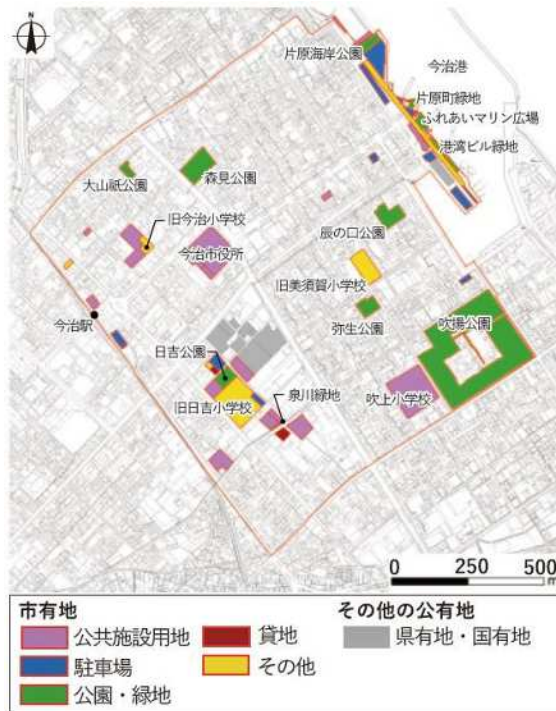 N
片原海岸公園
今治港
片原町緑地
ふれあいマリン広場
港湾ビル緑地
大山祇公園
森見公園
旧今治小学校
辰の口公園
今治市役所
旧美須賀小学校
今治駅
弥生公園
吹揚公園
日吉公園
吹上小学校
旧日吉小学校
泉川緑地
0 250 500
m
市有地
その他の公有地
公共施設用地
貸地
県有地・国有地
駐車場
その他
公園・緑地